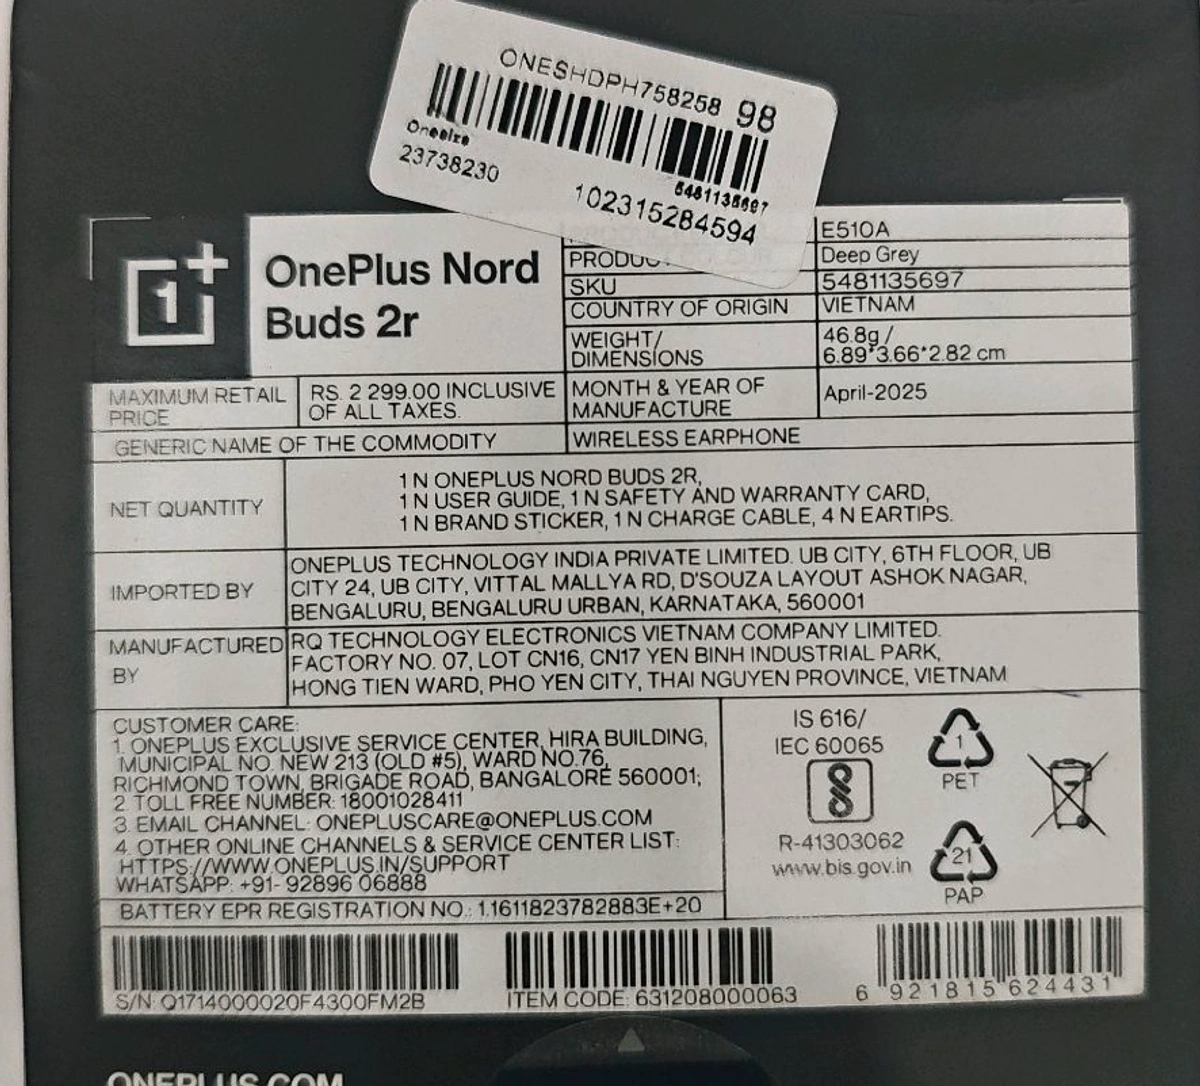 ONESHDPH758258 98
Onesize
23738230
5481135697
102315284594
1+
OnePlus Nord
Buds 2r
E510A
Deep Grey
SKU 5481135697
COUNTRY OF ORIGIN VIETNAM
WEIGHT/
DIMENSIONS
46.8g /
6.89*3.66*2.82 cm
MAXIMUM RETAIL
PRICE
RS. 2 299.00 INCLUSIVE
OF ALL TAXES.
MONTH & YEAR OF
MANUFACTURE
April-2025
GENERIC NAME OF THE COMMODITY WIRELESS EARPHONE
NET QUANTITY
1 N ONEPLUS NORD BUDS 2R,
1 N USER GUIDE, 1 N SAFETY AND WARRANTY CARD,
1 N BRAND STICKER, 1 N CHARGE CABLE, 4 N EARTIPS.
IMPORTED BY
ONEPLUS TECHNOLOGY INDIA PRIVATE LIMITED. UB CITY, 6TH FLOOR, UB
CITY 24, UB CITY, VITTAL MALLYA RD, D'SOUZA LAYOUT ASHOK NAGAR,
BENGALURU, BENGALURU URBAN, KARNATAKA, 560001
MANUFACTURED
BY
RQ TECHNOLOGY ELECTRONICS VIETNAM COMPANY LIMITED.
FACTORY NO. 07, LOT CN16, CN17 YEN BINH INDUSTRIAL PARK,
HONG TIEN WARD, PHO YEN CITY, THAI NGUYEN PROVINCE, VIETNAM
CUSTOMER CARE:
1. ONEPLUS EXCLUSIVE SERVICE CENTER, HIRA BUILDING,
MUNICIPAL NO. NEW 213 (OLD #5), WARD NO.76,
RICHMOND TOWN, BRIGADE ROAD, BANGALORE 560001;
2. TOLL FREE NUMBER: 18001028411
3. EMAIL CHANNEL: ONEPLUSCARE@ONEPLUS.COM
4. OTHER ONLINE CHANNELS & SERVICE CENTER LIST:
HTTPS://WWW.ONEPLUS.IN/SUPPORT
WHATSAPP: +91- 92896 06888
BATTERY EPR REGISTRATION NO.: 1.1611823782883E+20
IS 616/
IEC 60065
R-41303062
www.bis.gov.in
1
PET
21
PAP
S/N: Q1714000020F4300FM2B
ITEM CODE: 631208000063
6 921815 624431
ONEPLUS.COM